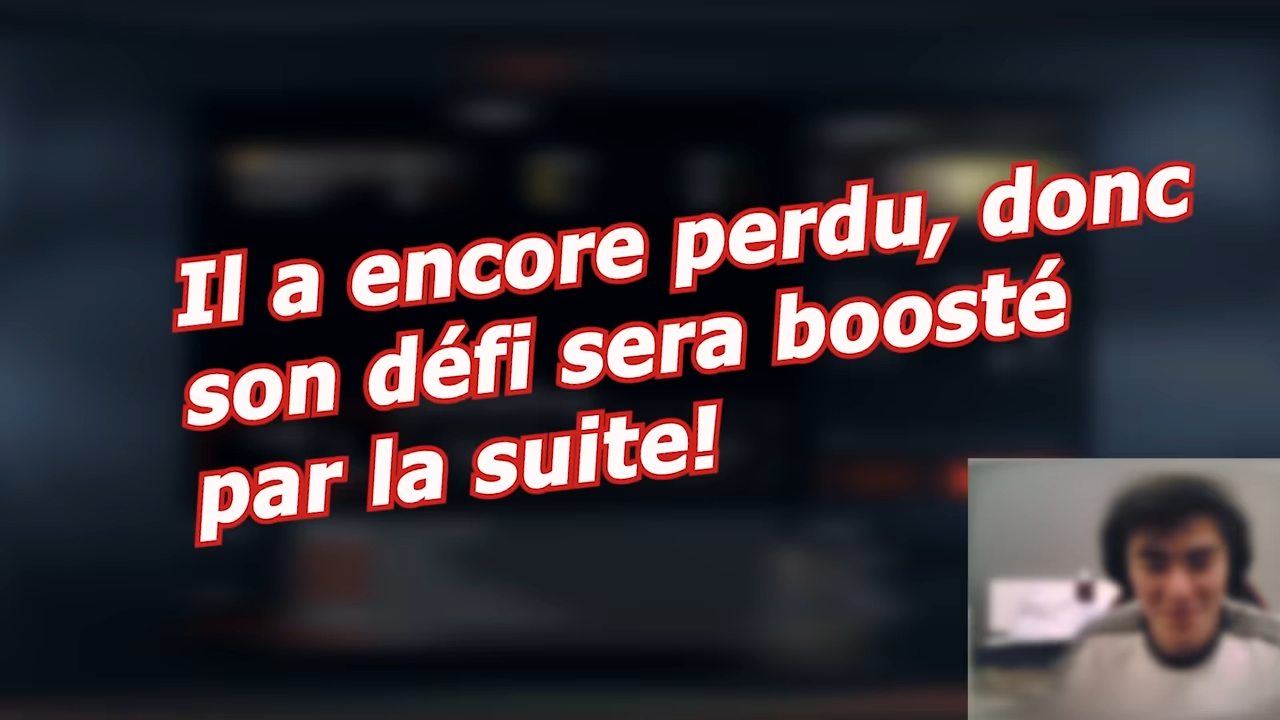 Il a encore perdu, donc
son défi sera boosté
par la suite!